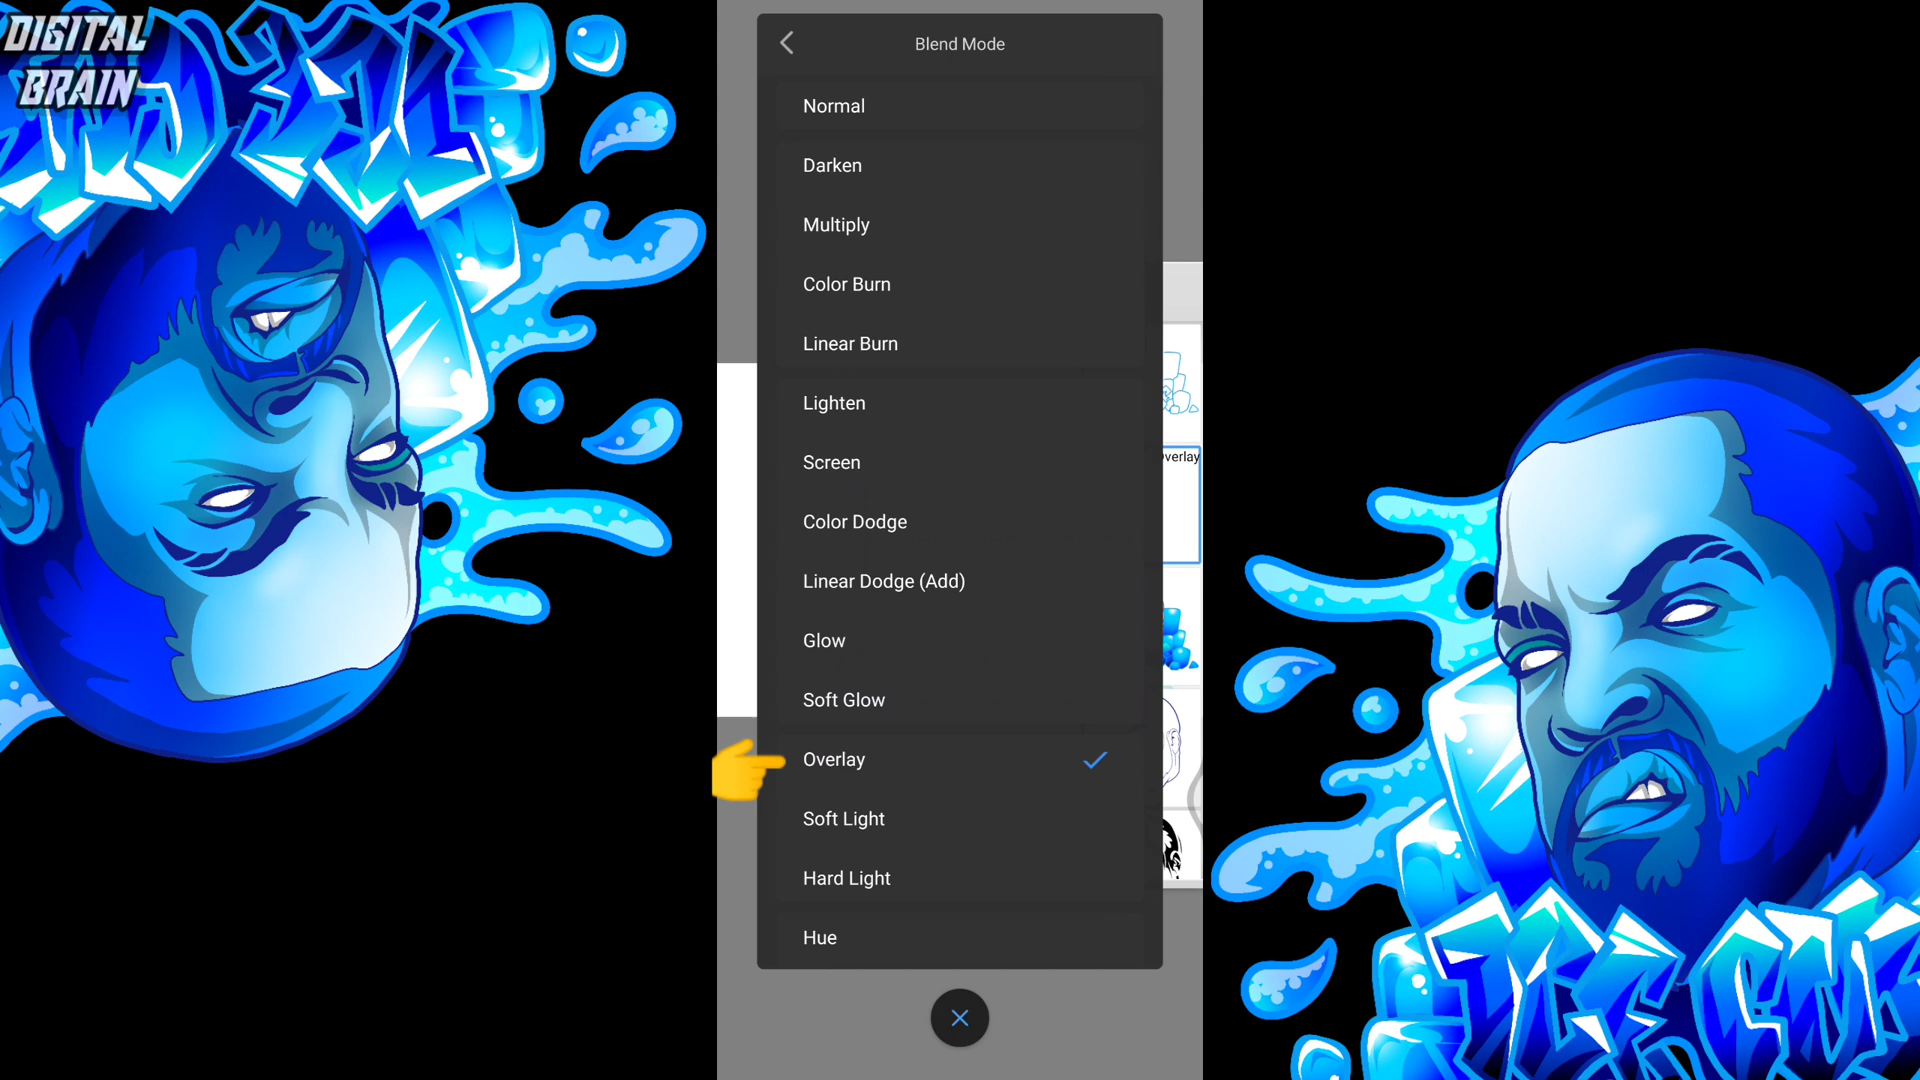 DIGITAL
BRAIN
Blend Mode
Normal
Darken
Multiply
Color Burn
Linear Burn
Lighten
Screen
Color Dodge
Linear Dodge (Add)
Glow
Soft Glow
Overlay
Soft Light
Hard Light
Hue